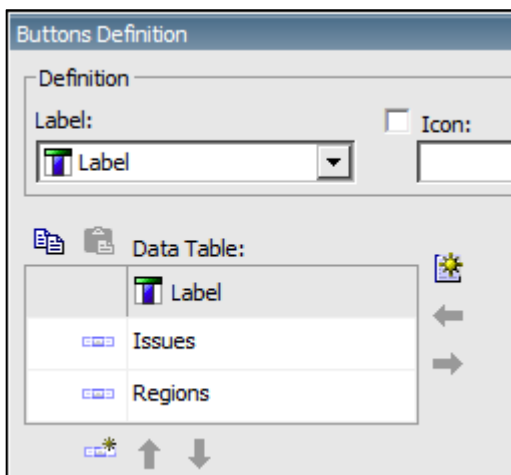 Buttons Definition
Definition
Label:
Icon:
Label
Data Table:
Label
Issues
Regions